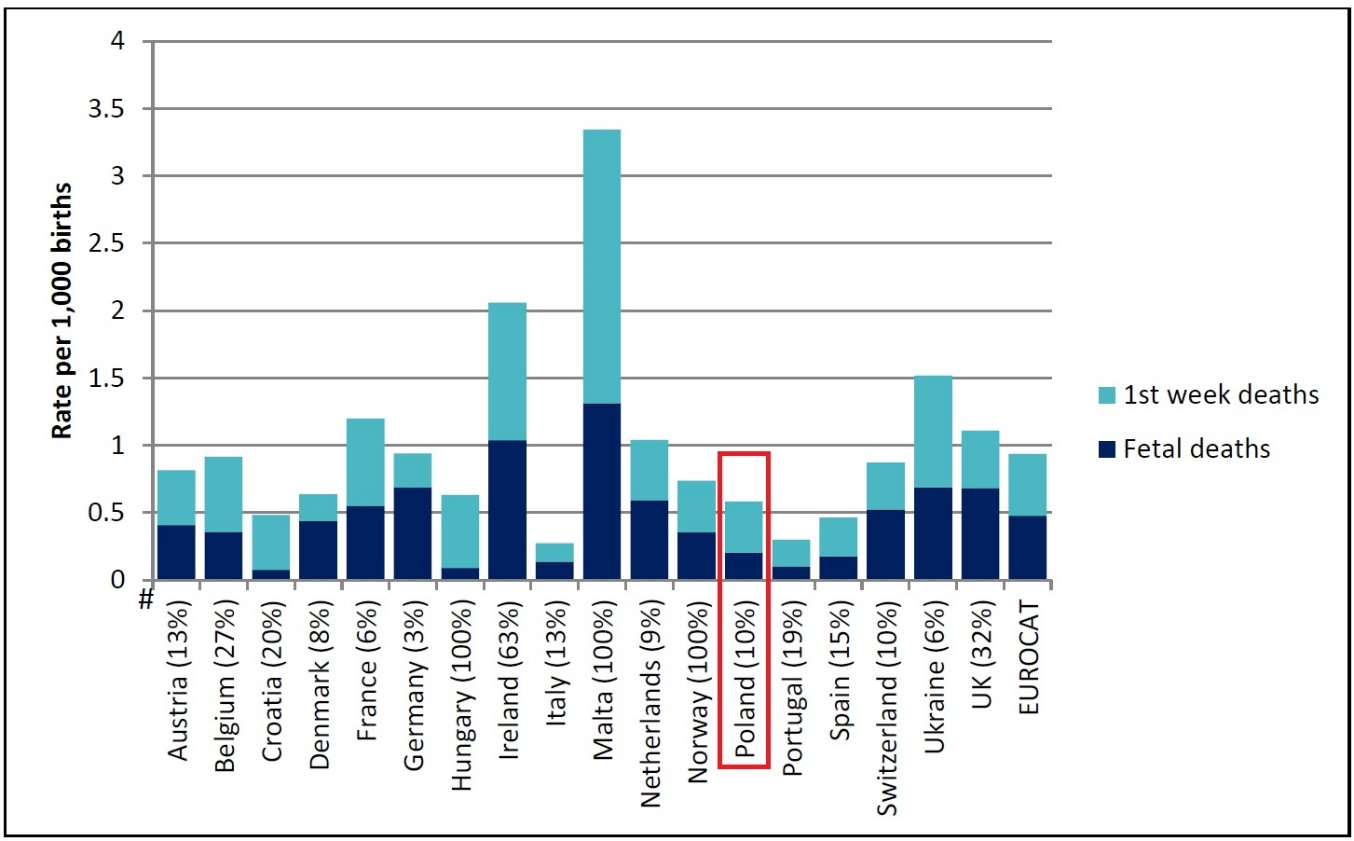 4
3.5
3
2.5
2
1.5
1
0.5
0
Rate per 1,000 births
#
Austria (13%)
Belgium (27%)
Croatia (20%)
Denmark (8%)
France (6%)
Germany (3%)
Hungary (100%)
Ireland (63%)
Italy (13%)
Malta (100%)
Netherlands (9%)
Norway (100%)
Poland (10%)
Portugal (19%)
Spain (15%)
Switzerland (10%)
Ukraine (6%)
UK (32%)
EUROCAT
1st week deaths
Fetal deaths